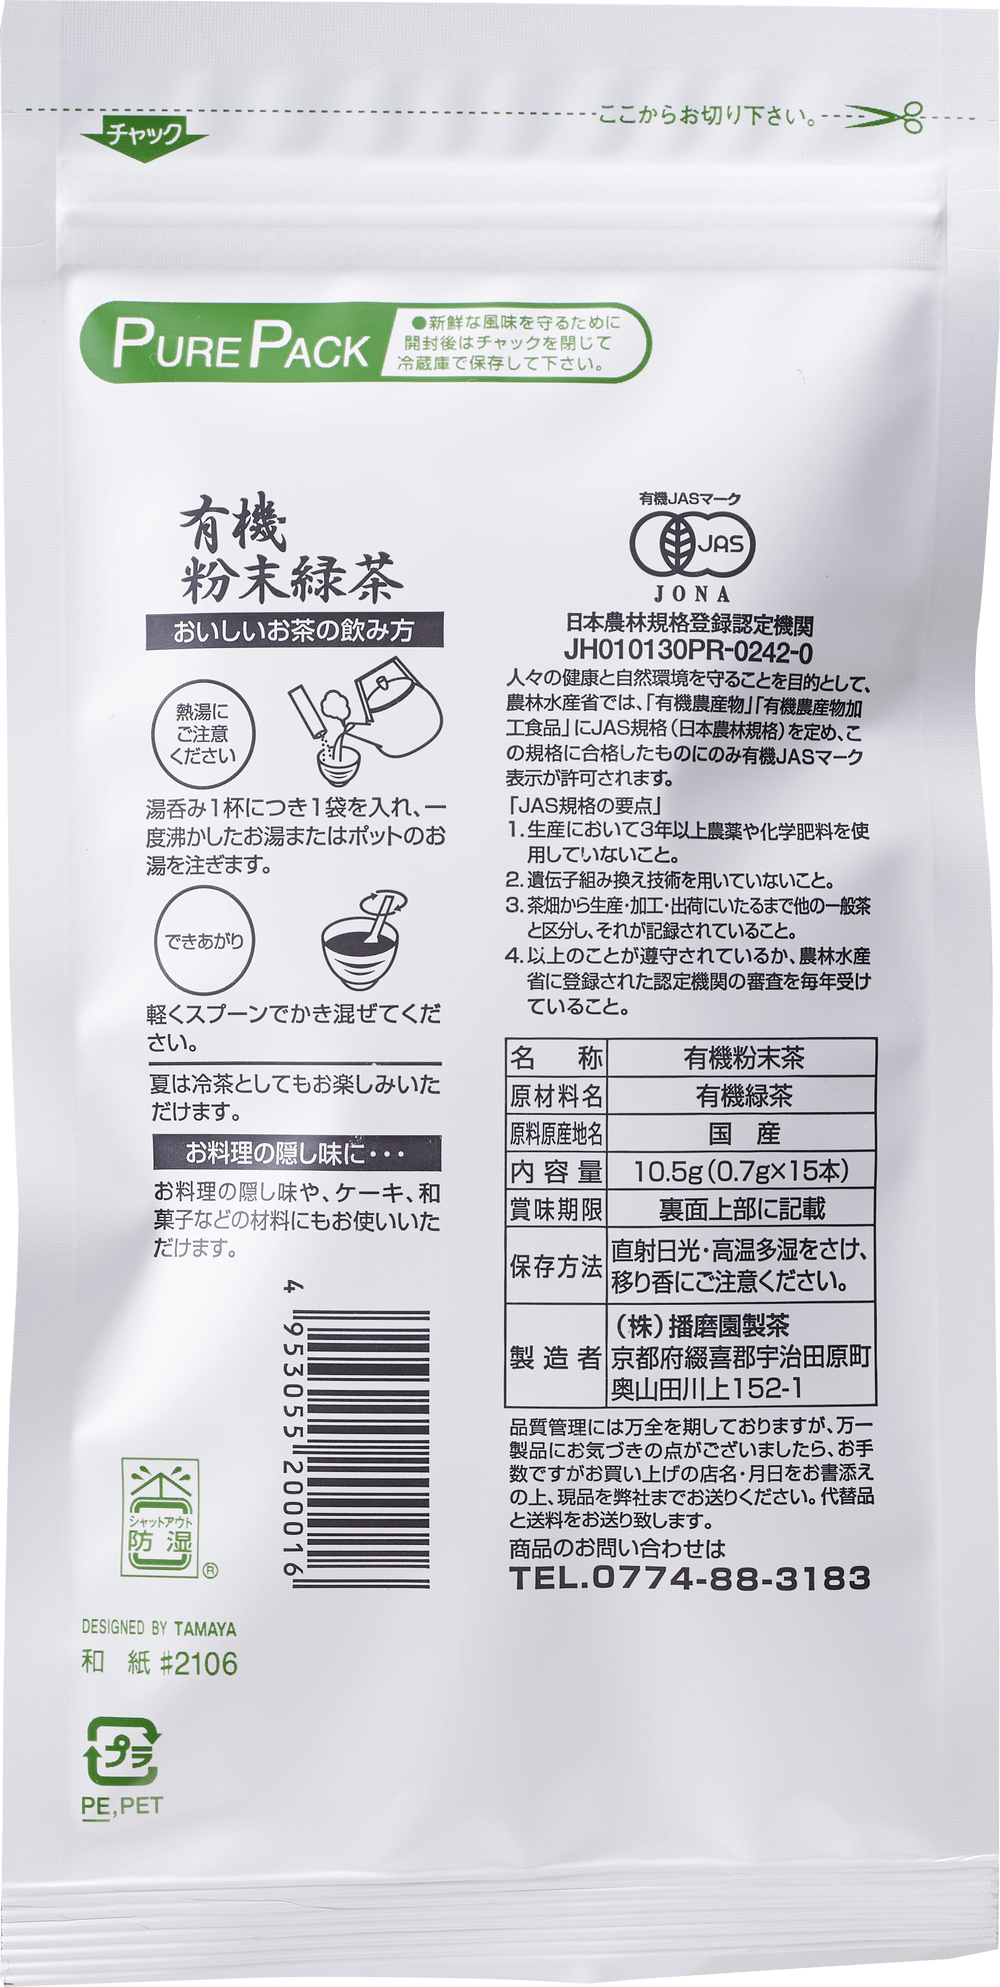 ここからお切り下さい。
チャック
PURE PACK
●新鮮な風味を守るために
開封後はチャックを閉じて
冷蔵庫で保存して下さい。
有機
粉末緑茶
おいしいお茶の飲み方
熱湯に
ご注意
ください
湯呑み1杯につき1袋を入れ、一
度沸かしたお湯またはポットのお
湯を注ぎます。
できあがり
軽くスプーンでかき混ぜてくだ
さい。
夏は冷茶としてもお楽しみいた
だけます。
お料理の隠し味に・・・
お料理の隠し味や、ケーキ、和
菓子などの材料にもお使いいた
だけます。
4 953055 200016
シャットアウト
防湿
®
DESIGNED BY TAMAYA
和 紙 #2106
プラ
PE,PET
有機JASマーク
JAS
JONA
日本農林規格登録認定機関
JH010130PR-0242-0
人々の健康と自然環境を守ることを目的として、
農林水産省では、「有機農産物」「有機農産物加
工食品」にJAS規格(日本農林規格)を定め、こ
の規格に合格したものにのみ有機JASマーク
表示が許可されます。
「JAS規格の要点」
1.生産において3年以上農薬や化学肥料を使
用していないこと。
2.遺伝子組み換え技術を用いていないこと。
3.茶畑から生産・加工・出荷にいたるまで他の一般茶
と区分し、それが記録されていること。
4.以上のことが遵守されているか、農林水産
省に登録された認定機関の審査を毎年受け
ていること。
名 称 有機粉末茶
原材料名 有機緑茶
原料原産地名 国 産
内容量 10.5g(0.7g×15本)
賞味期限 裏面上部に記載
保存方法 直射日光・高温多湿をさけ、
移り香にご注意ください。
製造者 (株)播磨園製茶
京都府綴喜郡宇治田原町
奥山田川上152-1
品質管理には万全を期しておりますが、万一
製品にお気づきの点がございましたら、お手
数ですがお買い上げの店名・月日をお書添え
の上、現品を弊社までお送りください。代替品
と送料をお送り致します。
商品のお問い合わせは
TEL.0774-88-3183